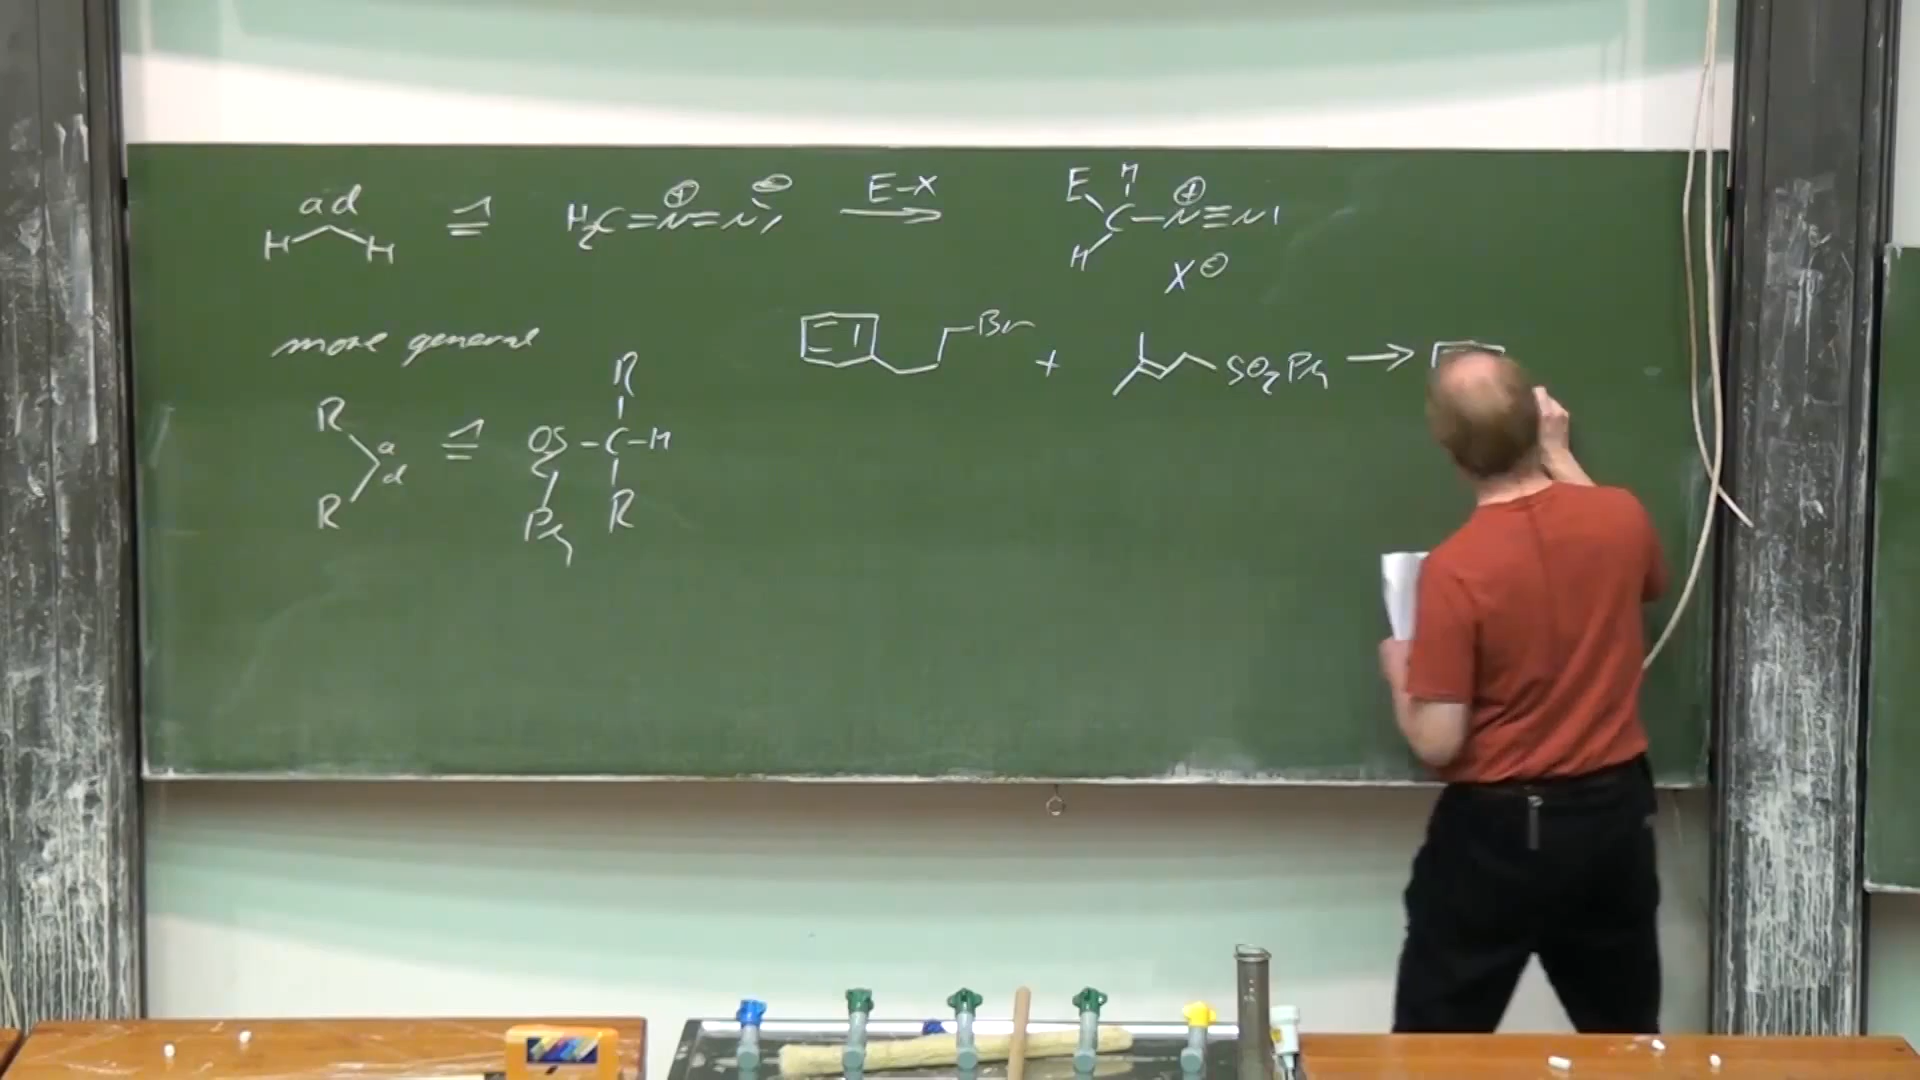 ad
H H ≙ H₂C=N⊕=N⊖ E-X
E H
C-N⊕≡N|
H
X⊖
more general
Br + SO₂Ph →
R R
a d ≙ O₂S-C-H
R Ph R